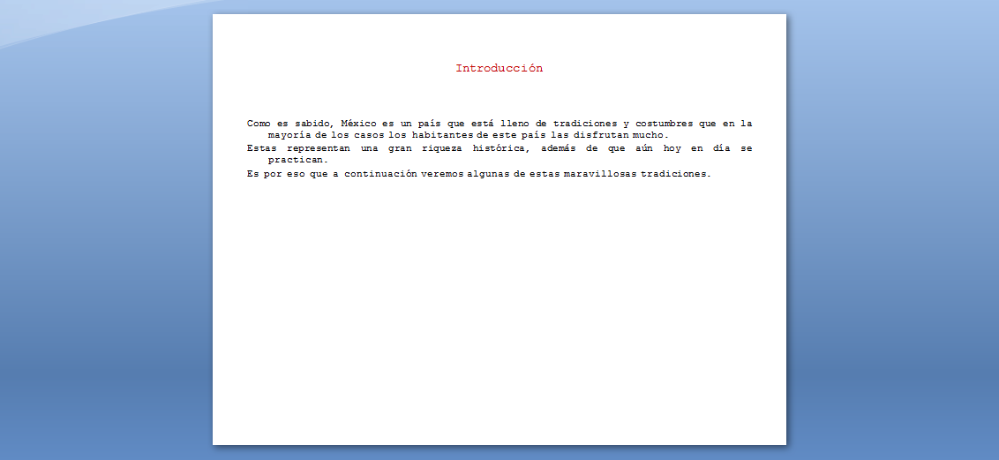 Introducción
Como es sabido, México es un país que está lleno de tradiciones y costumbres que en la
mayoría de los casos los habitantes de este país las disfrutan mucho.
Estas representan una gran riqueza histórica, además de que aún hoy en día se
practican.
Es por eso que a continuación veremos algunas de estas maravillosas tradiciones.